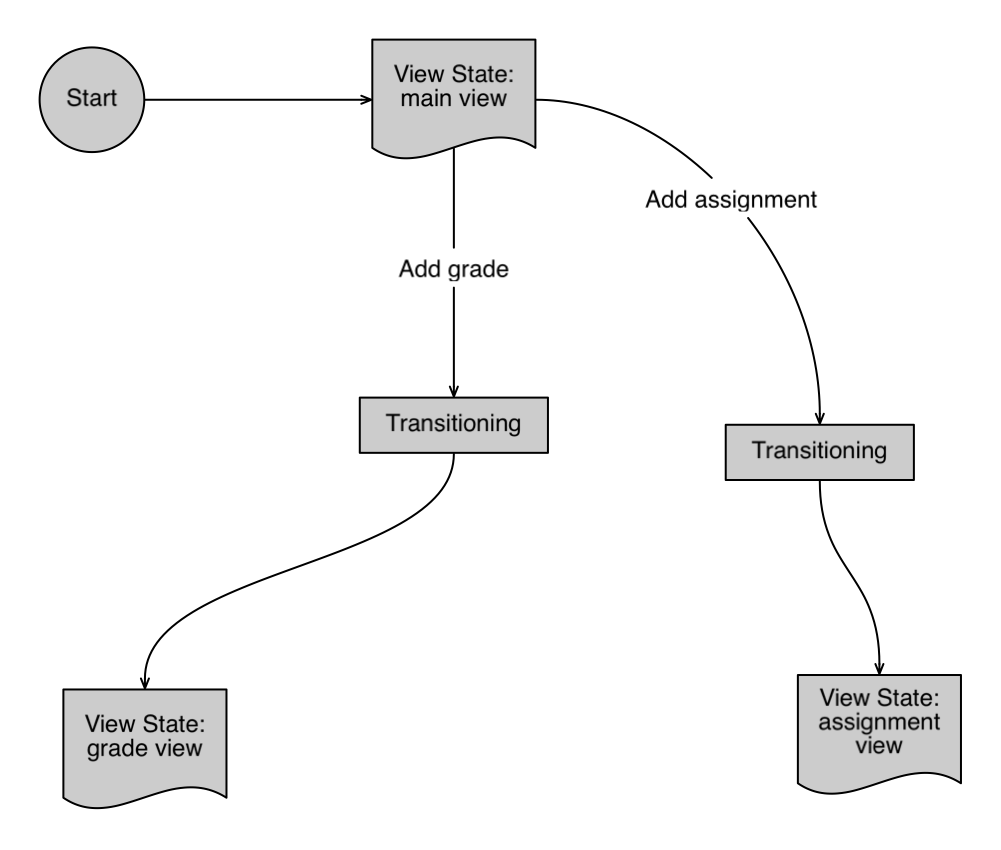 Start
View State:
main view
Add assignment
Add grade
Transitioning
Transitioning
View State:
grade view
View State:
assignment
view